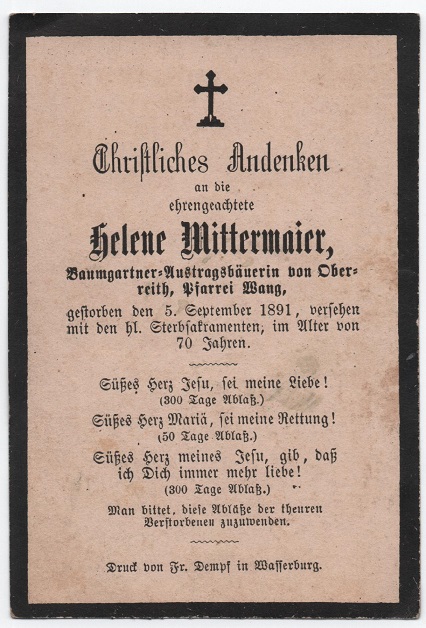 Christliches Andenken
an die
ehrengeachtete
Helene Mittermaier,
Baumgartner-Austragsbäuerin von Ober-
reith, Pfarrei Wang,
gestorben den 5. September 1891, versehen
mit den hl. Sterbsakramenten, im Alter von
70 Jahren.
Süßes Herz Jesu, sei meine Liebe!
(300 Tage Ablaß.)
Süßes Herz Mariä, sei meine Rettung!
(50 Tage Ablaß.)
Süßes Herz meines Jesu, gib, daß
ich Dich immer mehr liebe!
(300 Tage Ablaß.)
Man bittet, diese Abläße der theuren
Verstorbenen zuzuwenden.
Druck von Fr. Dempf in Wasserburg.